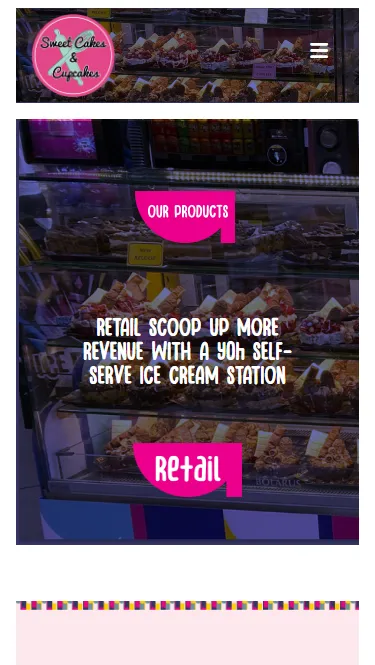 Sweet Cakes
&
Cupcakes
OUR PRODUCTS
RETAIL SCOOP UP MORE
REVENUE WITH A YOh SELF-
SERVE ICE CREAM STATION
Retail